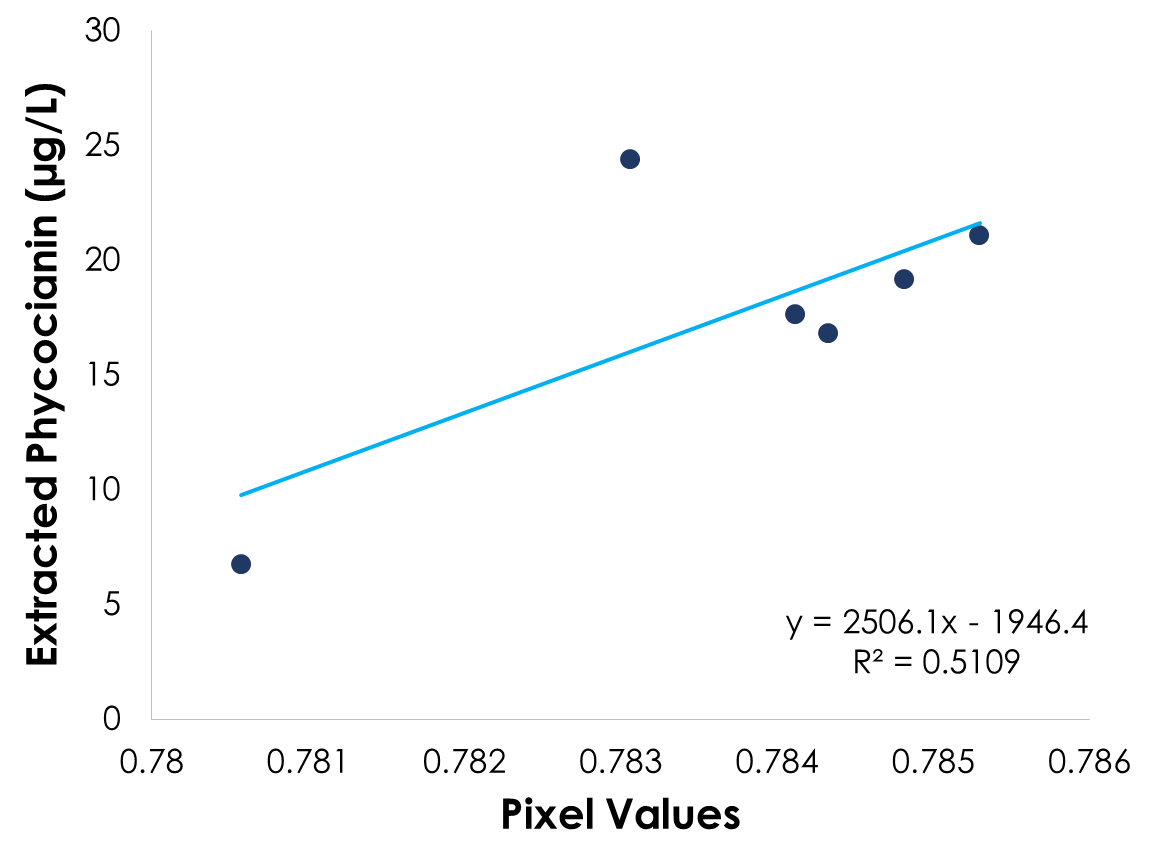 30
25
20
15
10
5
0
Extracted Phycocianin (µg/L)
y = 2506.1x - 1946.4
R² = 0.5109
0.78 0.781 0.782 0.783 0.784 0.785 0.786
Pixel Values